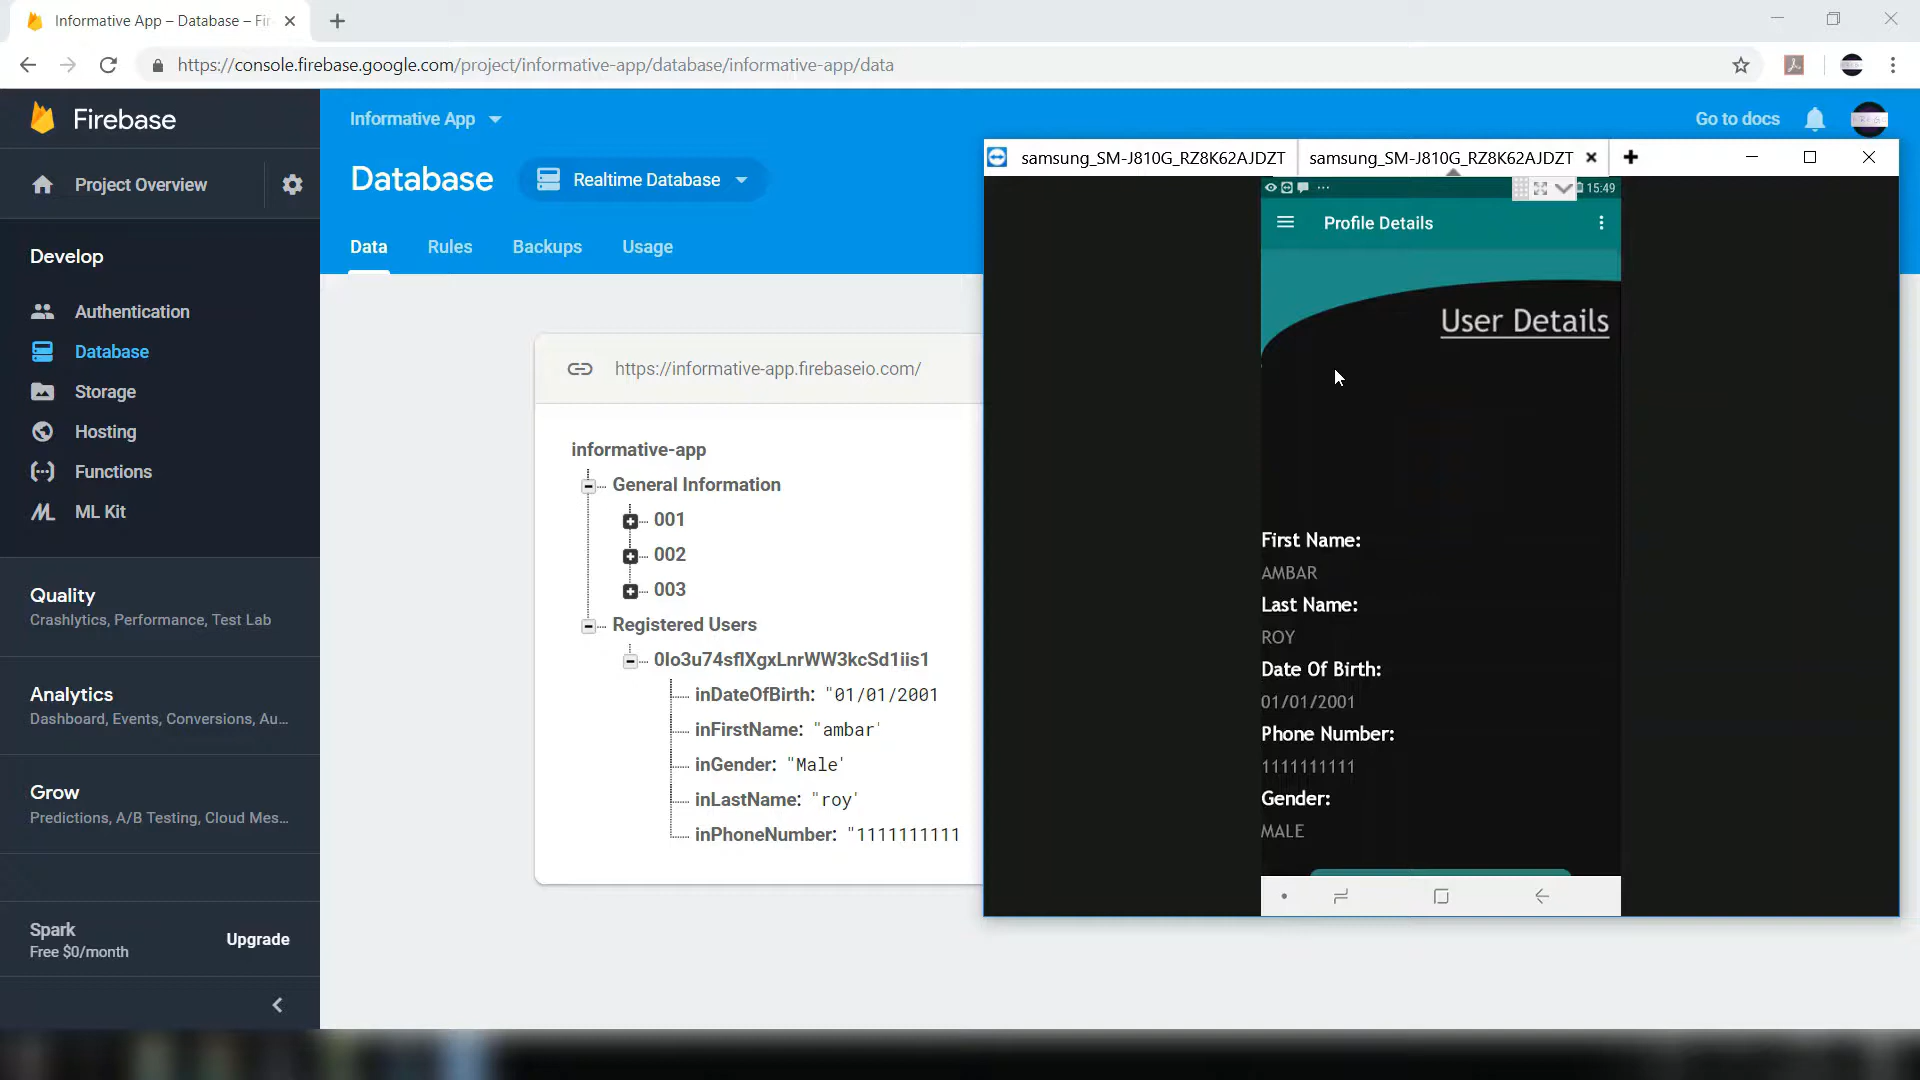 Informative App – Database – Fir
https://console.firebase.google.com/project/informative-app/database/informative-app/data
Firebase
Project Overview
Develop
Authentication
Database
Storage
Hosting
Functions
ML Kit
Quality
Crashlytics, Performance, Test Lab
Analytics
Dashboard, Events, Conversions, Au...
Grow
Predictions, A/B Testing, Cloud Mes...
Spark
Free $0/month
Upgrade
Informative App
Go to docs
Database
Realtime Database
Data
Rules
Backups
Usage
https://informative-app.firebaseio.com/
informative-app
General Information
001
002
003
Registered Users
0Io3u74sflXgxLnrWW3kcSd1iis1
inDateOfBirth: "01/01/2001
inFirstName: "ambar'
inGender: "Male'
inLastName: "roy'
inPhoneNumber: "1111111111
samsung_SM-J810G_RZ8K62AJDZT
samsung_SM-J810G_RZ8K62AJDZT
15:49
Profile Details
User Details
First Name:
AMBAR
Last Name:
ROY
Date Of Birth:
01/01/2001
Phone Number:
1111111111
Gender:
MALE